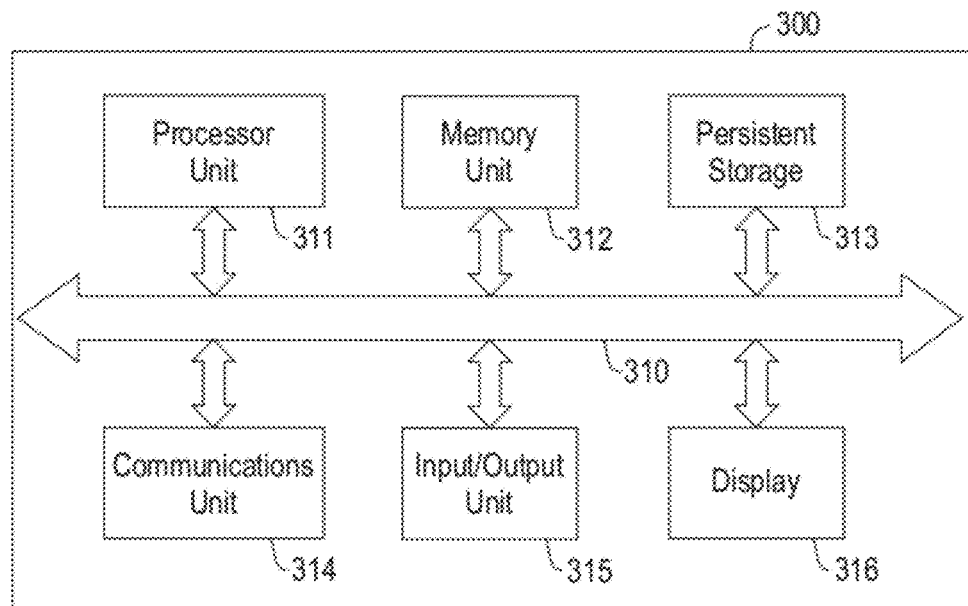 300
Processor
Unit
311
Memory
Unit
312
Persistent
Storage
313
310
Communications
Unit
314
Input/Output
Unit
315
Display
316